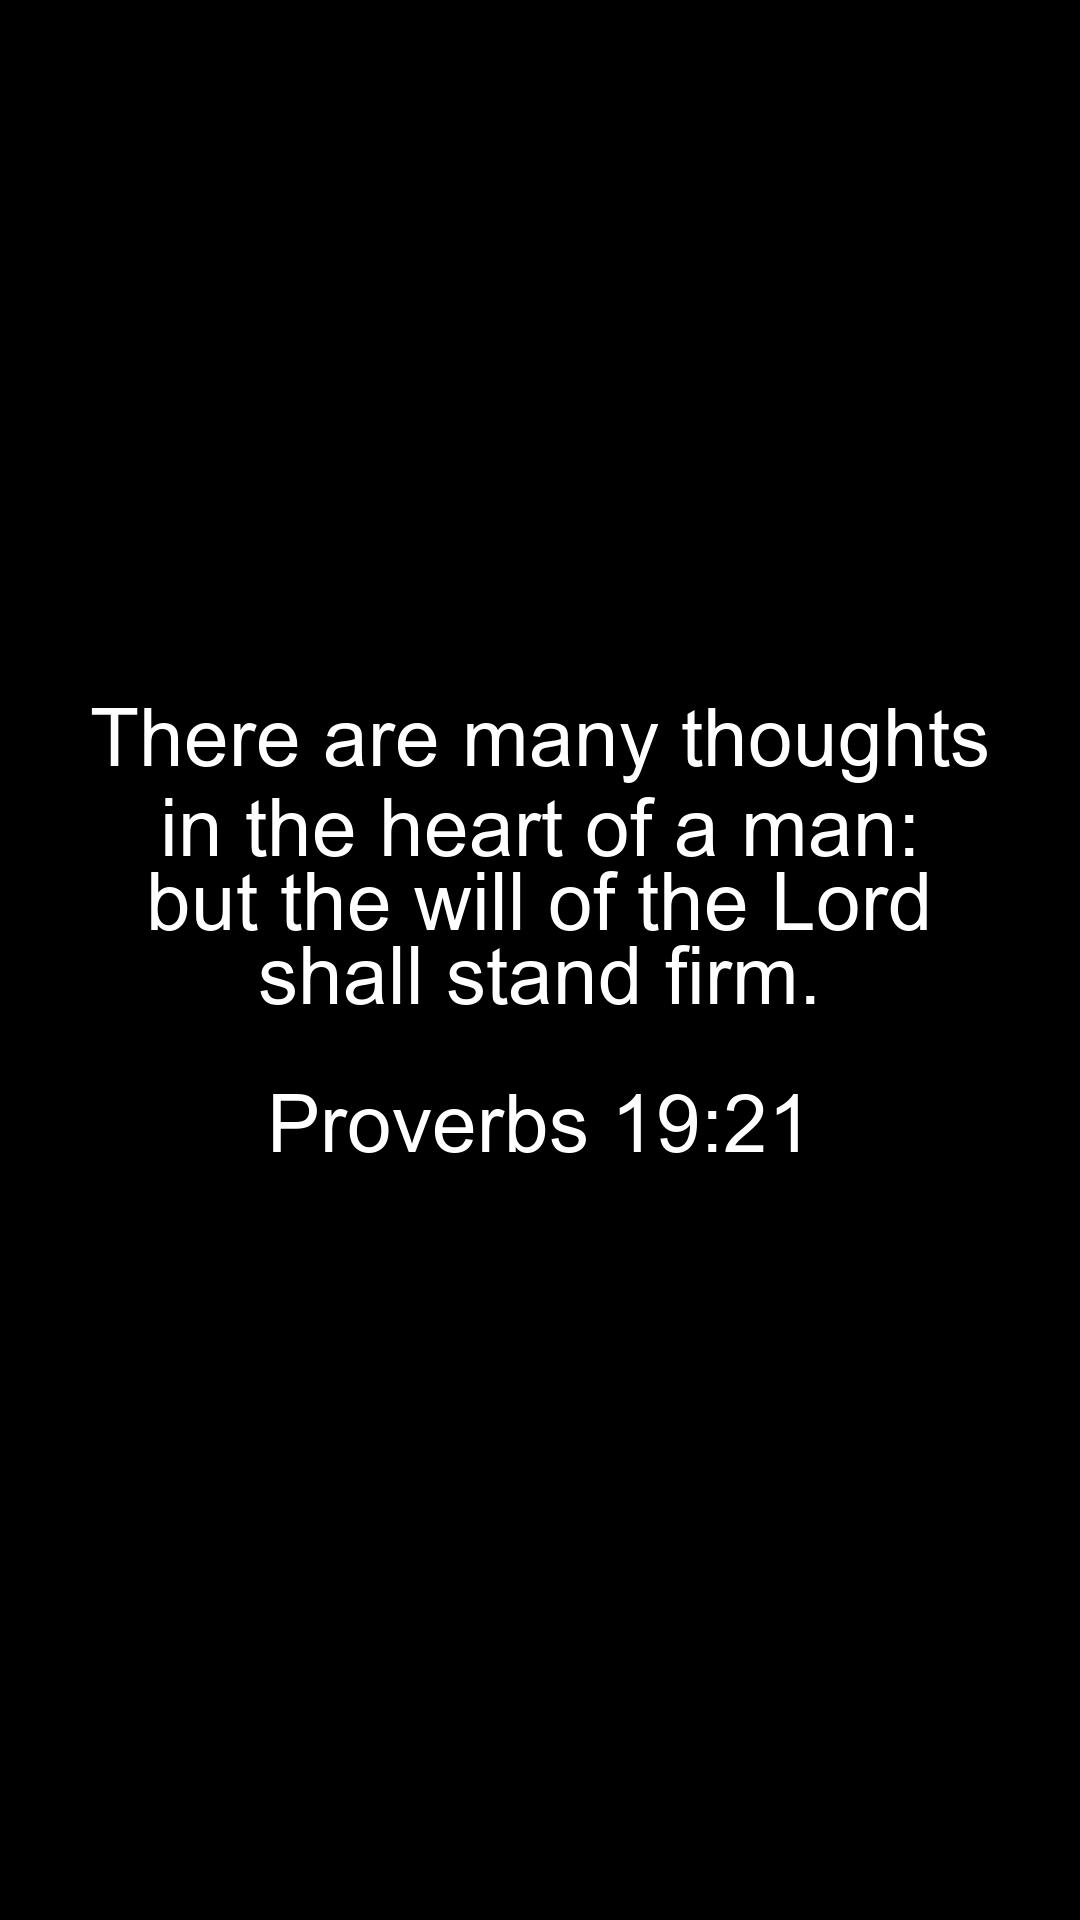 There are many thoughts
in the heart of a man:
but the will of the Lord
shall stand firm.
Proverbs 19:21